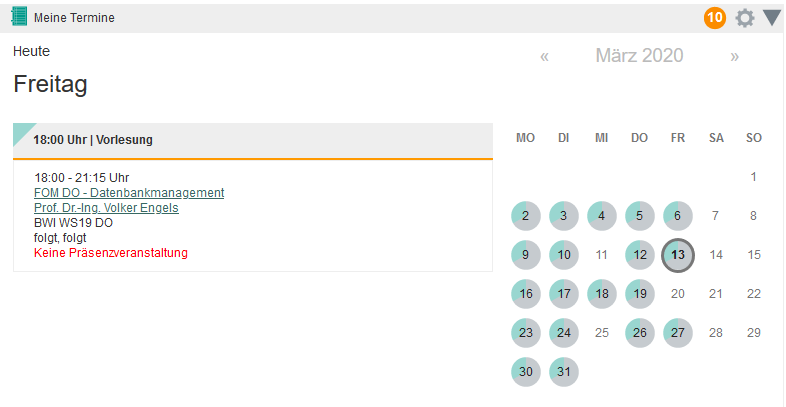 Meine Termine
10
Heute
Freitag
18:00 Uhr | Vorlesung
18:00 - 21:15 Uhr
FOM DO - Datenbankmanagement
Prof. Dr.-Ing. Volker Engels
BWI WS19 DO
folgt, folgt
Keine Präsenzveranstaltung
« März 2020 »
MO DI MI DO FR SA SO
1
2 3 4 5 6 7 8
9 10 11 12 13 14 15
16 17 18 19 20 21 22
23 24 25 26 27 28 29
30 31